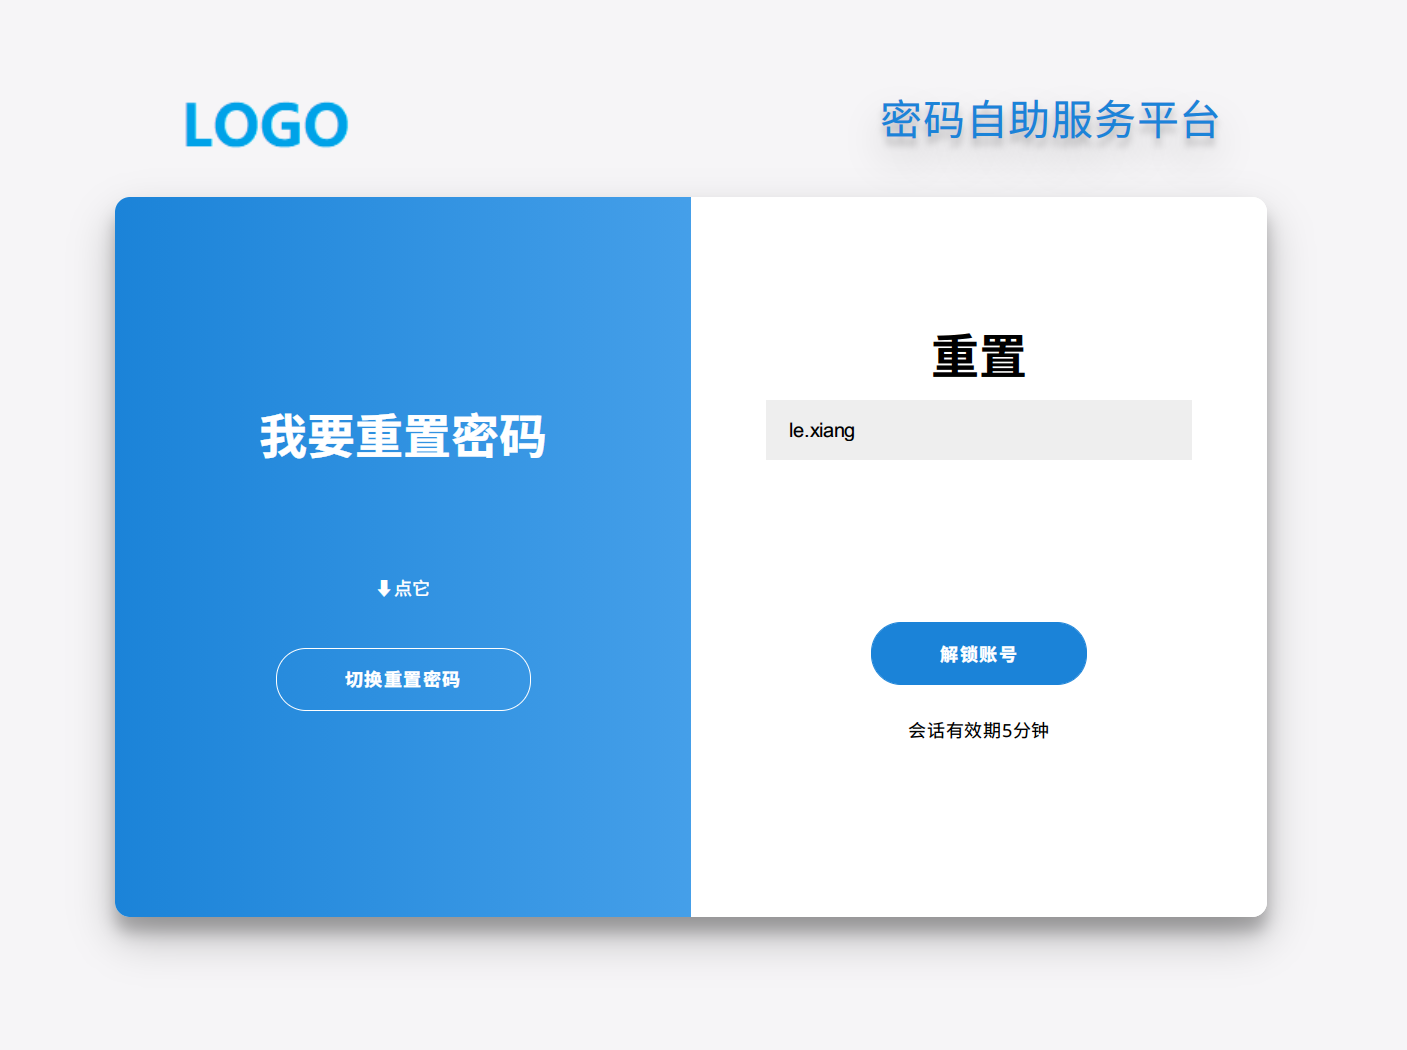 LOGO
密码自助服务平台
我要重置密码
⬇点它
切换重置密码
重置
le.xiang
解锁账号
会话有效期5分钟